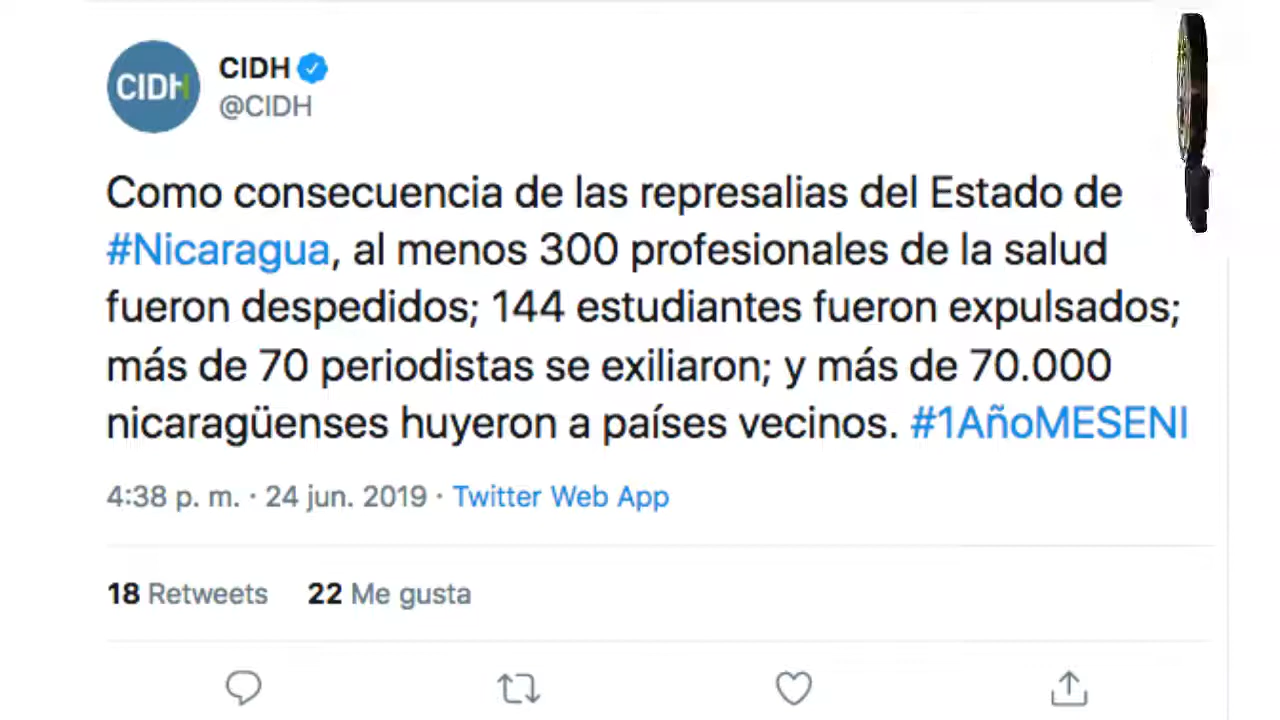 CIDH
CIDH
@CIDH
Como consecuencia de las represalias del Estado de
#Nicaragua, al menos 300 profesionales de la salud
fueron despedidos; 144 estudiantes fueron expulsados;
más de 70 periodistas se exiliaron; y más de 70.000
nicaragüenses huyeron a países vecinos. #1AñoMESENI
4:38 p. m. · 24 jun. 2019 · Twitter Web App
18 Retweets 22 Me gusta